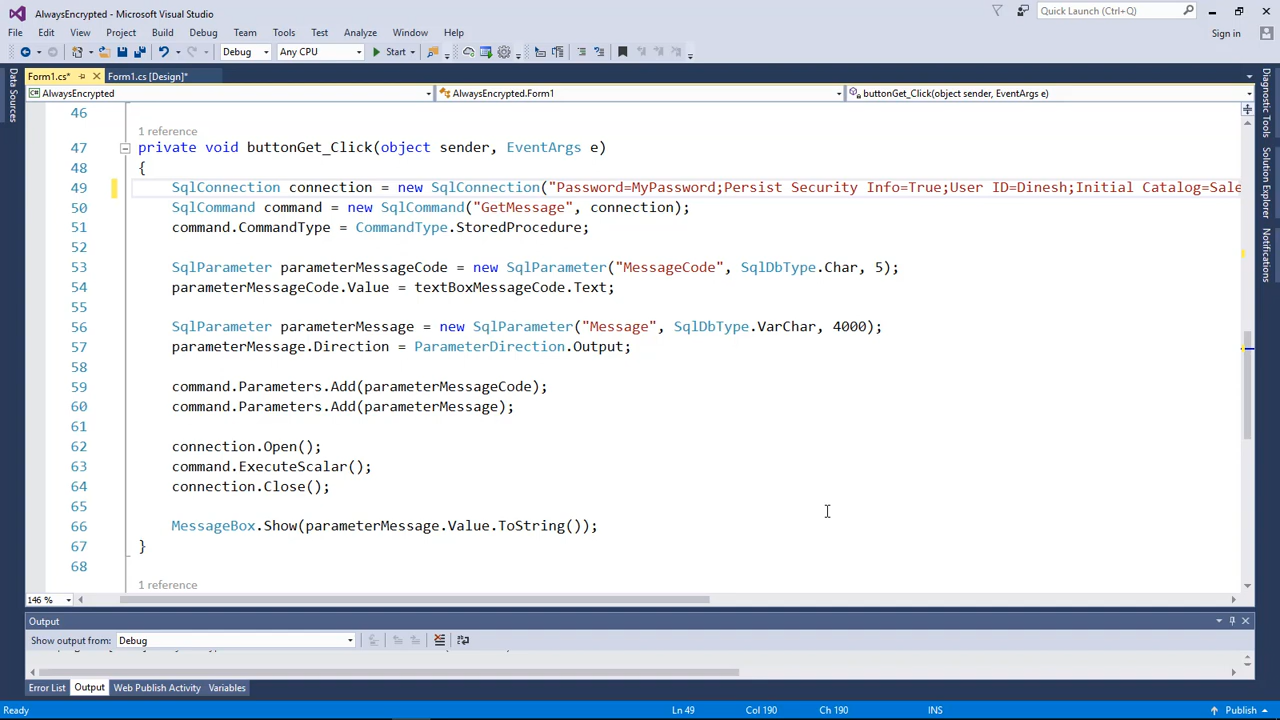 AlwaysEncrypted - Microsoft Visual Studio
Quick Launch (Ctrl+Q)
File Edit View Project Build Debug Team Tools Test Analyze Window Help
Sign in
Debug Any CPU Start
Form1.cs* Form1.cs [Design]*
AlwaysEncrypted AlwaysEncrypted.Form1 buttonGet_Click(object sender, EventArgs e)
Data Sources
Diagnostic Tools
Solution Explorer
Notifications
46
1 reference
47 private void buttonGet_Click(object sender, EventArgs e)
48 {
49 SqlConnection connection = new SqlConnection("Password=MyPassword;Persist Security Info=True;User ID=Dinesh;Initial Catalog=Sale
50 SqlCommand command = new SqlCommand("GetMessage", connection);
51 command.CommandType = CommandType.StoredProcedure;
52
53 SqlParameter parameterMessageCode = new SqlParameter("MessageCode", SqlDbType.Char, 5);
54 parameterMessageCode.Value = textBoxMessageCode.Text;
55
56 SqlParameter parameterMessage = new SqlParameter("Message", SqlDbType.VarChar, 4000);
57 parameterMessage.Direction = ParameterDirection.Output;
58
59 command.Parameters.Add(parameterMessageCode);
60 command.Parameters.Add(parameterMessage);
61
62 connection.Open();
63 command.ExecuteScalar();
64 connection.Close();
65
66 MessageBox.Show(parameterMessage.Value.ToString());
67 }
68
1 reference
146 %
Output
Show output from: Debug
Error List Output Web Publish Activity Variables
Ready Ln 49 Col 190 Ch 190 INS Publish